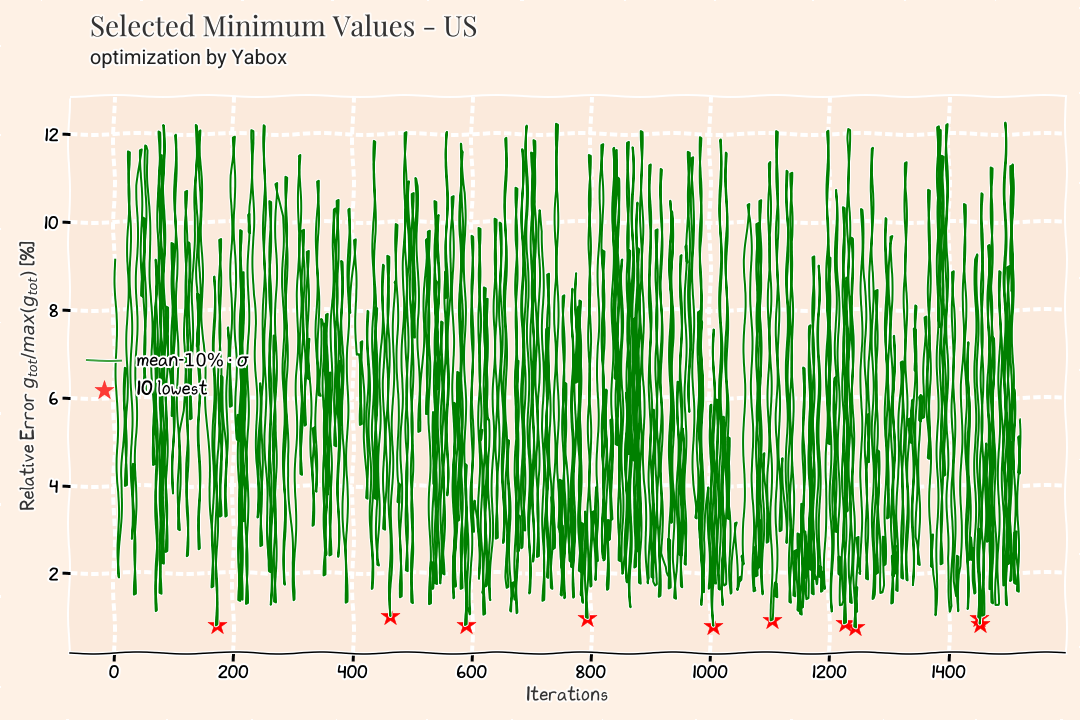 Selected Minimum Values - US
optimization by Yabox
12
10
8
6
4
2
Relative Error g_tot/max(g_tot) [%]
mean-10% : σ
10 lowest
0 200 400 600 800 1000 1200 1400
Iterations